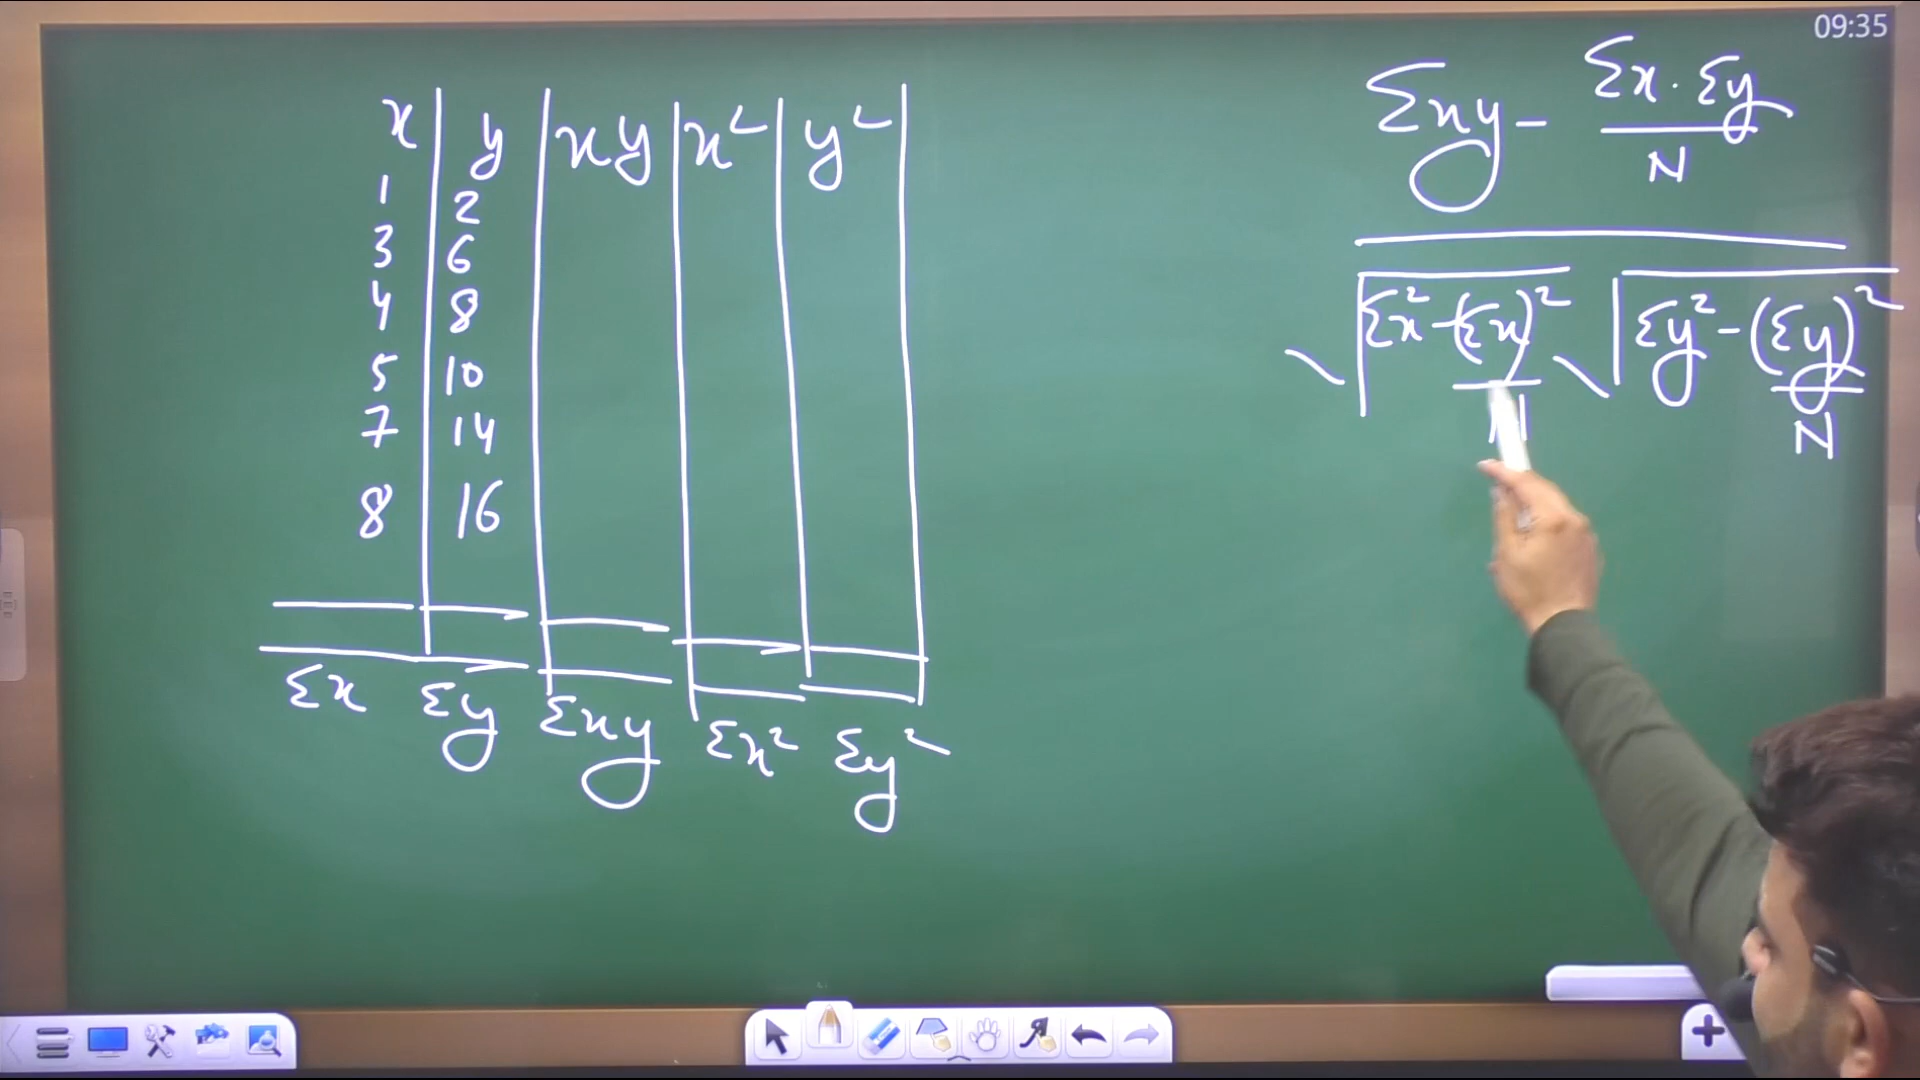 09:35
x y xy x² y²
1 2
3 6
4 8
5 10
7 14
8 16
Σx Σy Σxy Σx² Σy²
Σxy - Σx · Σy
N
√Σx² - (Σx)² √Σy² - (Σy)²
N N